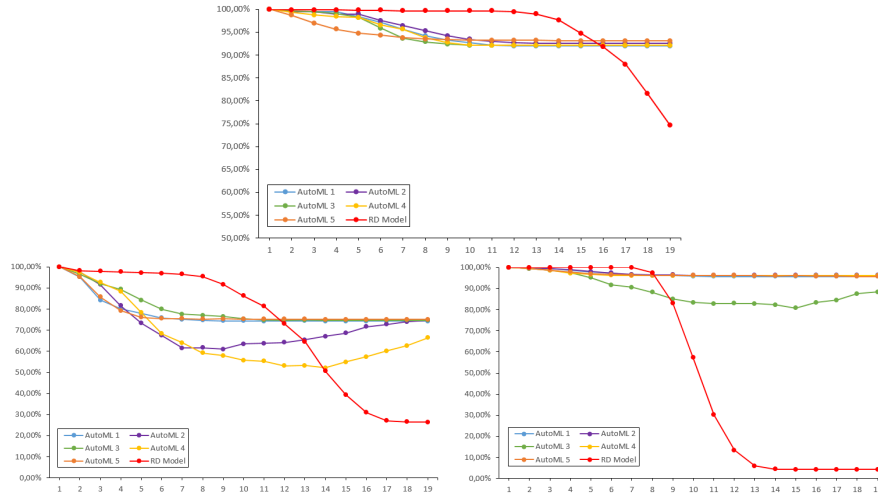 100,00%
95,00%
90,00%
85,00%
80,00%
75,00%
70,00%
65,00%
60,00%
55,00%
50,00%
AutoML 1 AutoML 2
AutoML 3 AutoML 4
AutoML 5 RD Model
1 2 3 4 5 6 7 8 9 10 11 12 13 14 15 16 17 18 19
100,00%
90,00%
80,00%
70,00%
60,00%
50,00%
40,00%
30,00%
20,00%
10,00%
0,00%
AutoML 1 AutoML 2
AutoML 3 AutoML 4
AutoML 5 RD Model
1 2 3 4 5 6 7 8 9 10 11 12 13 14 15 16 17 18 19
100,00%
90,00%
80,00%
70,00%
60,00%
50,00%
40,00%
30,00%
20,00%
10,00%
0,00%
AutoML 1 AutoML 2
AutoML 3 AutoML 4
AutoML 5 RD Model
1 2 3 4 5 6 7 8 9 10 11 12 13 14 15 16 17 18